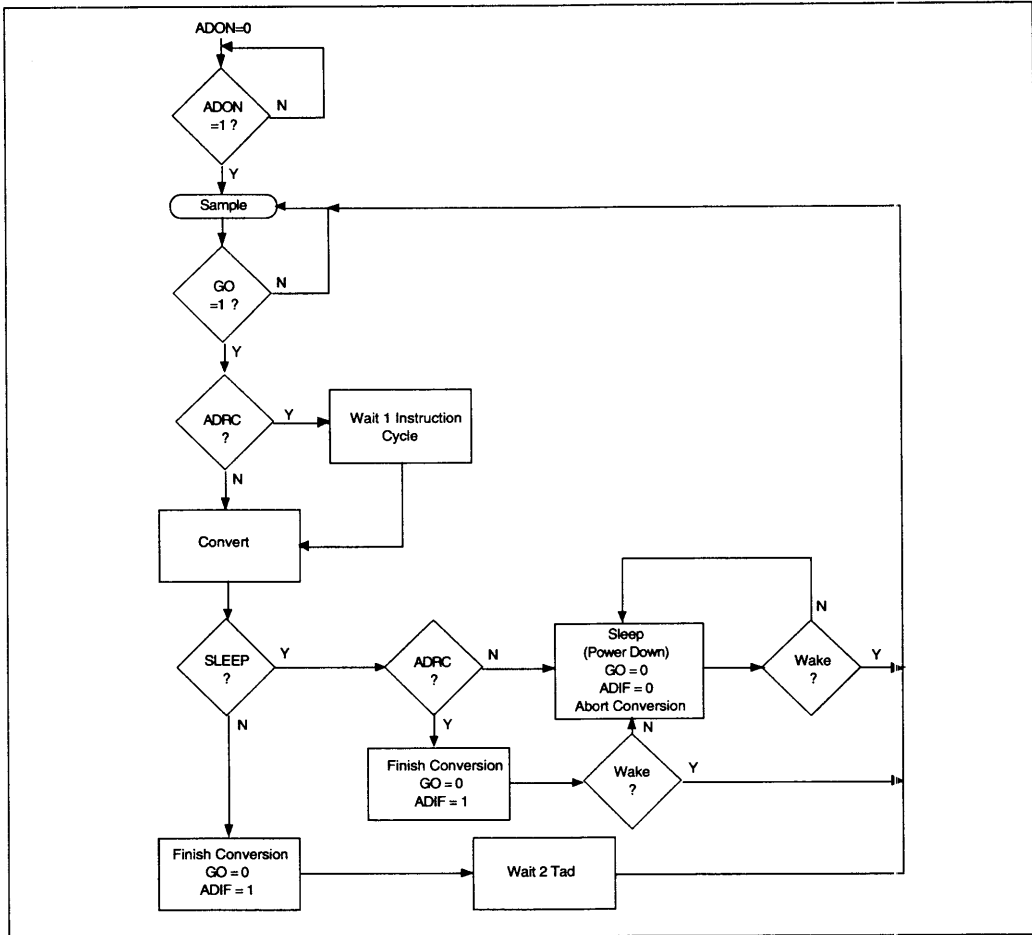 ADON=0
ADON
=1 ?
N
Y
Sample
GO
=1 ?
N
Y
ADRC
?
Y
Wait 1 Instruction
Cycle
N
Convert
SLEEP
?
Y
N
ADRC
?
N
Y
Sleep
(Power Down)
GO = 0
ADIF = 0
Abort Conversion
N
Wake
?
Y
Finish Conversion
GO = 0
ADIF = 1
N
Wake
?
Y
Finish Conversion
GO = 0
ADIF = 1
Wait 2 Tad